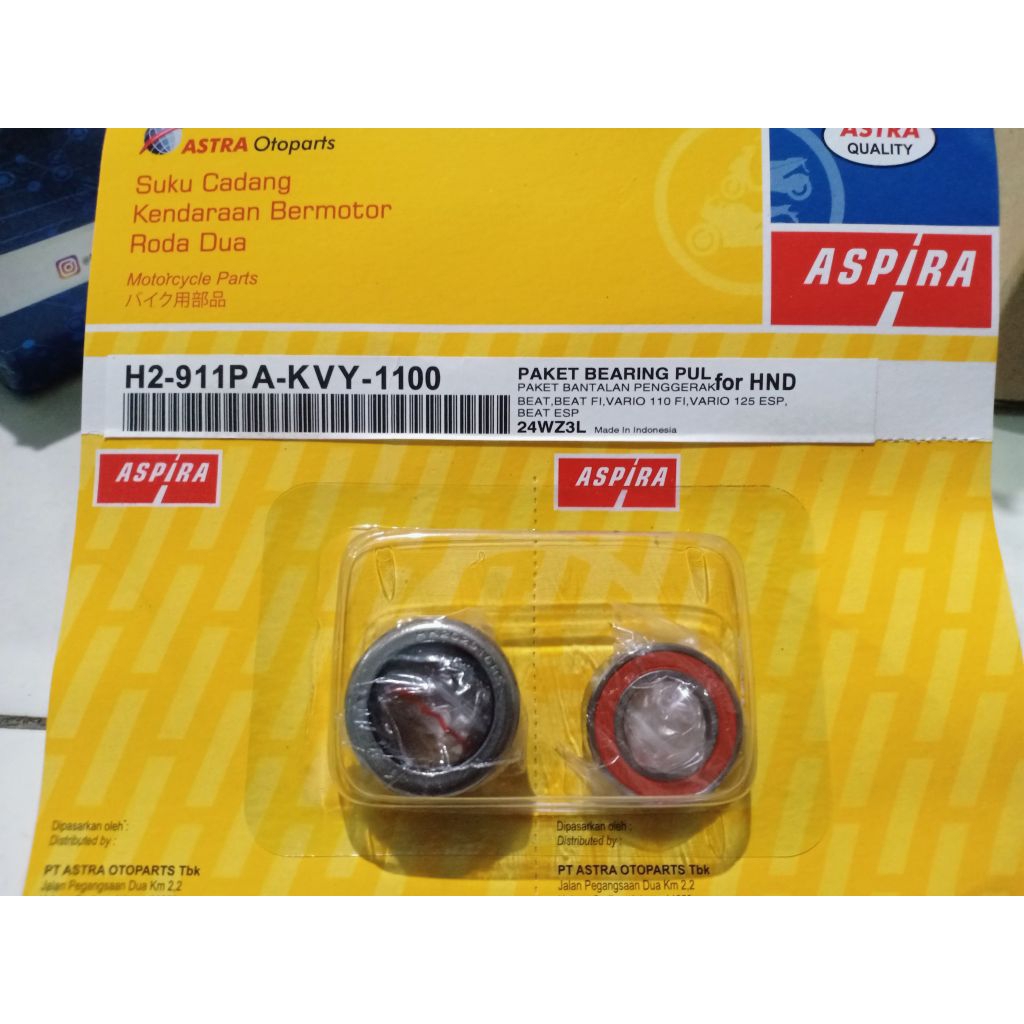 ASTRA Otoparts
Suku Cadang
Kendaraan Bermotor
Roda Dua
Motorcycle Parts
バイク用部品
ASTRA
QUALITY
ASPIRA
H2-911PA-KVY-1100
PAKET BEARING PUL
PAKET BANTALAN PENGGERAK for HND
BEAT,BEAT FI,VARIO 110 FI,VARIO 125 ESP,
BEAT ESP
24WZ3L Made In Indonesia
ASPIRA
ASPIRA
Dipasarkan oleh :
Distributed by :
PT ASTRA OTOPARTS Tbk
Jalan Pegangsaan Dua Km 2,2
Dipasarkan oleh :
Distributed by :
PT ASTRA OTOPARTS Tbk
Jalan Pegangsaan Dua Km 2,2